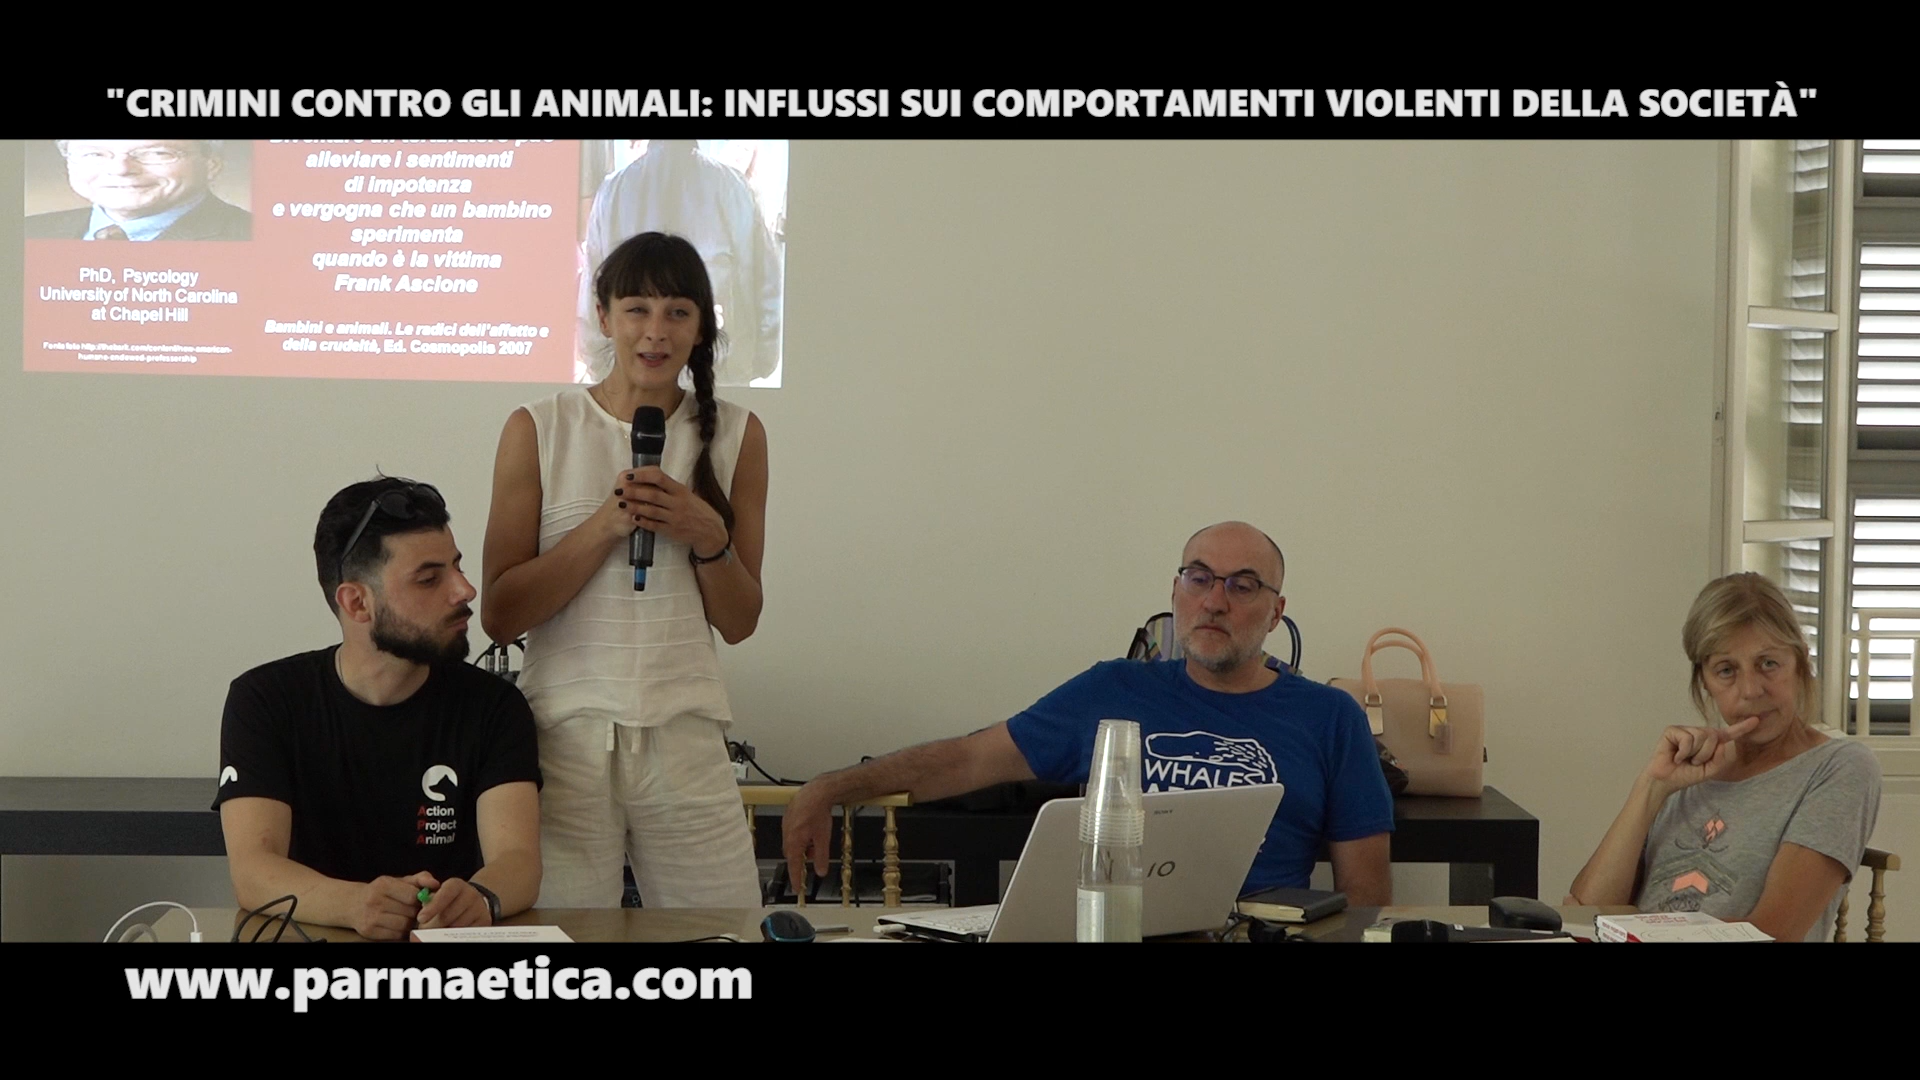 "CRIMINI CONTRO GLI ANIMALI: INFLUSSI SUI COMPORTAMENTI VIOLENTI DELLA SOCIETÀ"
alleviare i sentimenti
di impotenza
e vergogna che un bambino
sperimenta
quando è la vittima
Frank Ascione
Bambini e animali. Le radici dell'affetto e
della crudeltà, Ed. Cosmopolis 2007
PhD, Psycology
University of North Carolina
at Chapel Hill
Action
Project
Animal
WHALES
SONY
www.parmaetica.com